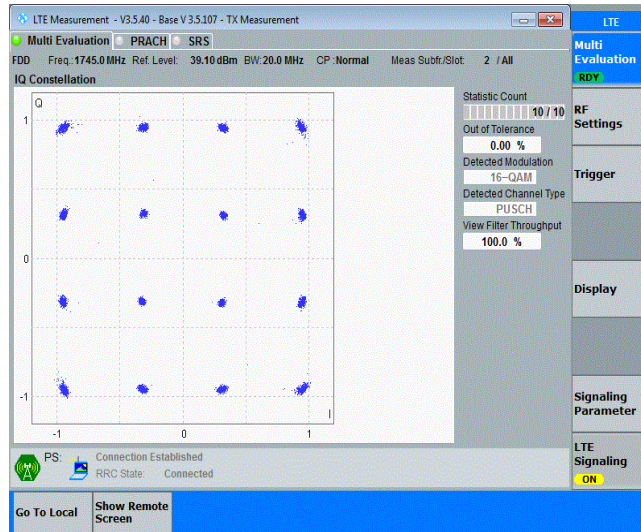 LTE Measurement - V3.5.40 - Base V 3.5.107 - TX Measurement
LTE
Multi Evaluation PRACH SRS
FDD Freq.:1745.0 MHz Ref. Level: 39.10 dBm BW:20.0 MHz CP :Normal Meas Subfr./Slot: 2 / All
IQ Constellation
Q
1
0
-1
-1 0 1
I
Statistic Count
10 / 10
Out of Tolerance
0.00 %
Detected Modulation
16-QAM
Detected Channel Type
PUSCH
View Filter Throughput
100.0 %
Multi
Evaluation
RDY
RF
Settings
Trigger
Display
Signaling
Parameter
LTE
Signaling
ON
PS: Connection Established
RRC State: Connected
Go To Local
Show Remote
Screen